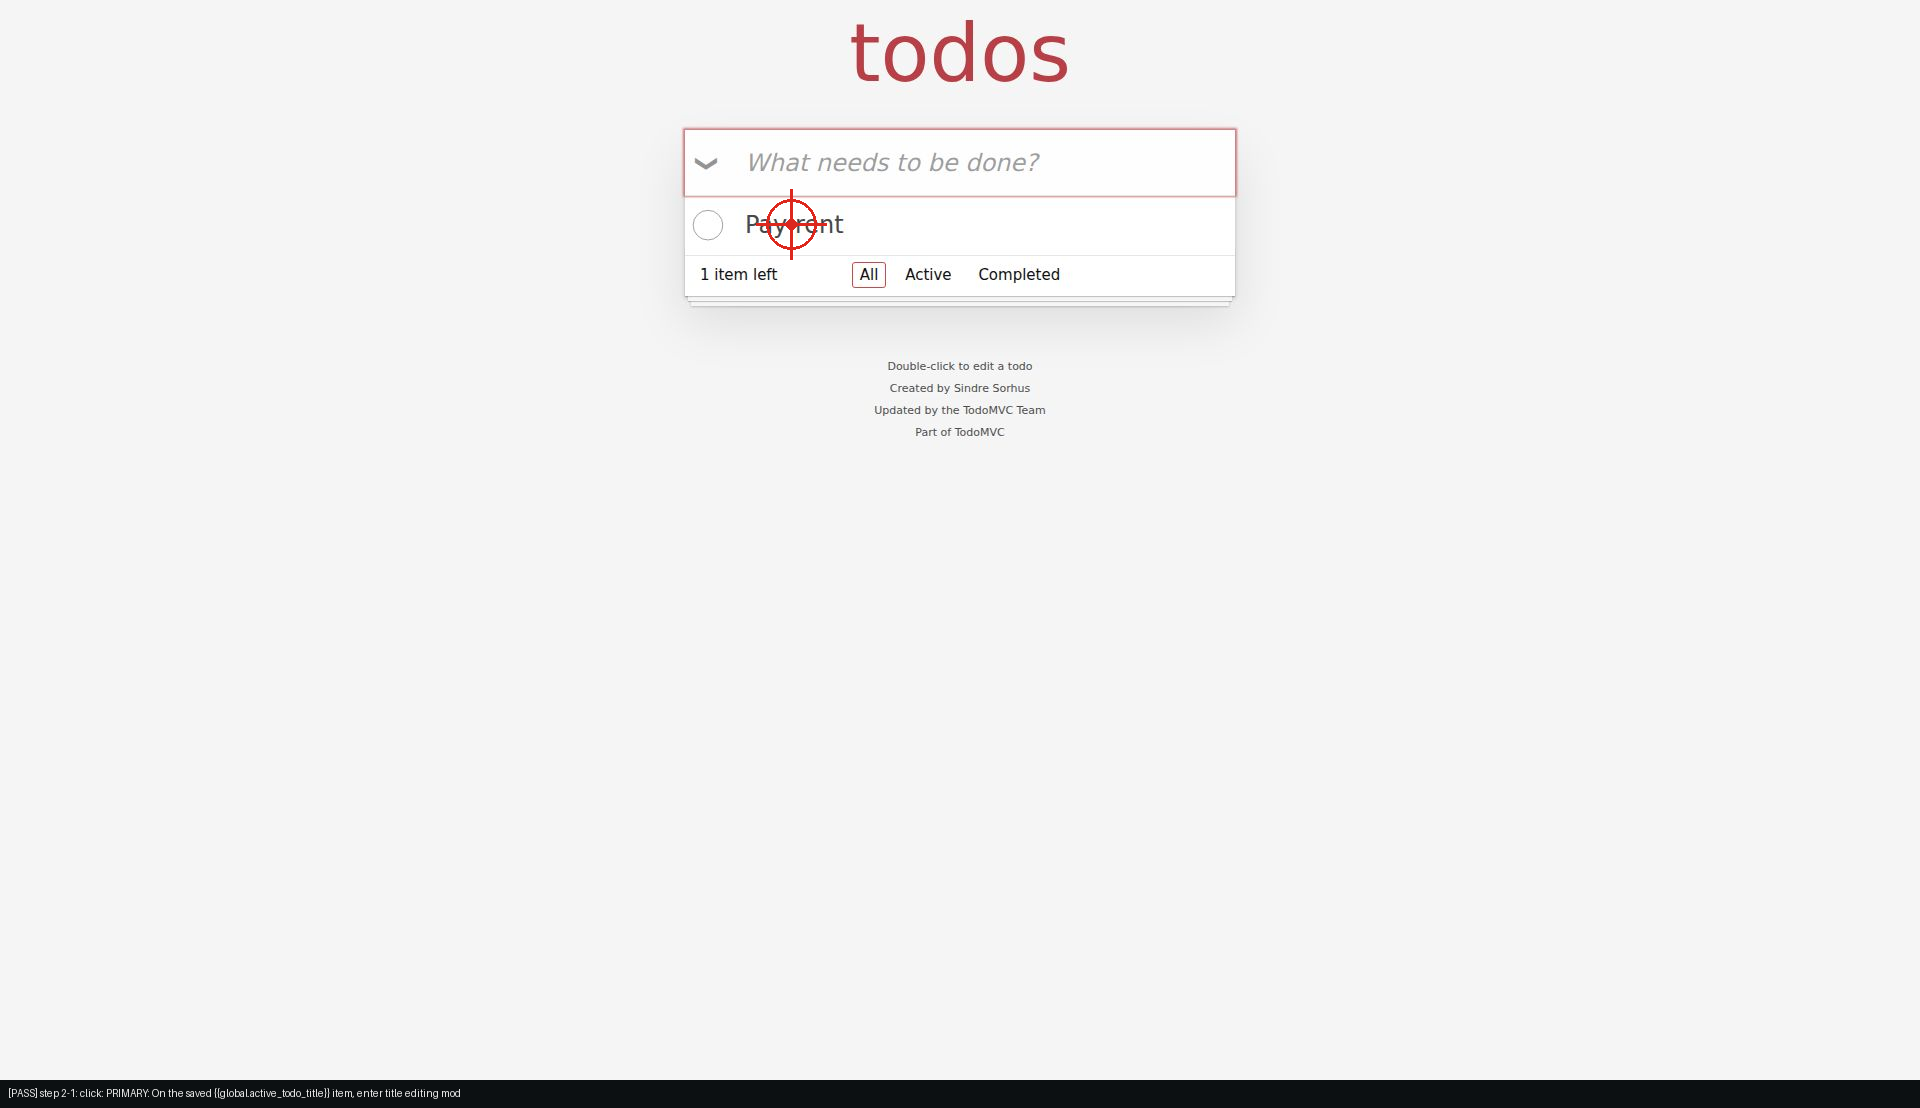 todos
What needs to be done?
Pay rent
1 item left
All
Active
Completed
Double-click to edit a todo
Created by Sindre Sorhus
Updated by the TodoMVC Team
Part of TodoMVC
[PASS] step 2-1: click: PRIMARY: On the saved {{global.active_todo_title}} item, enter title editing mod